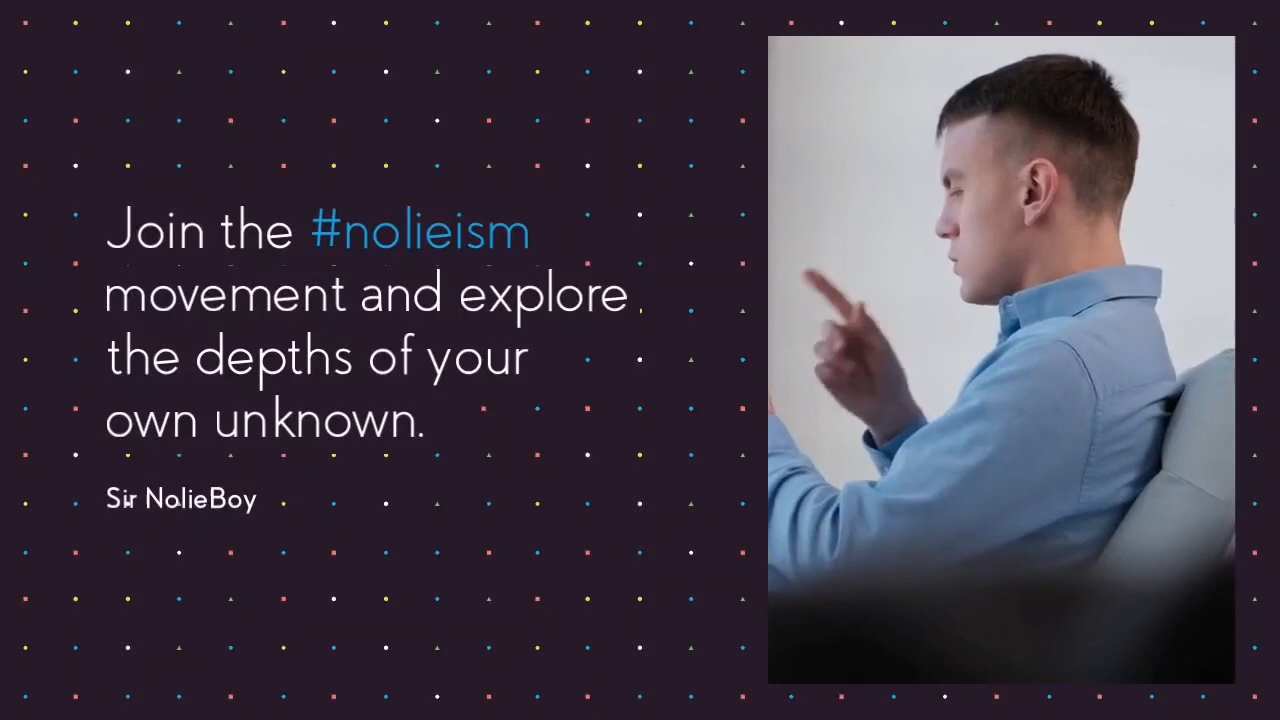 Join the #nolieism
movement and explore
the depths of your
own unknown.
Sir NolieBoy